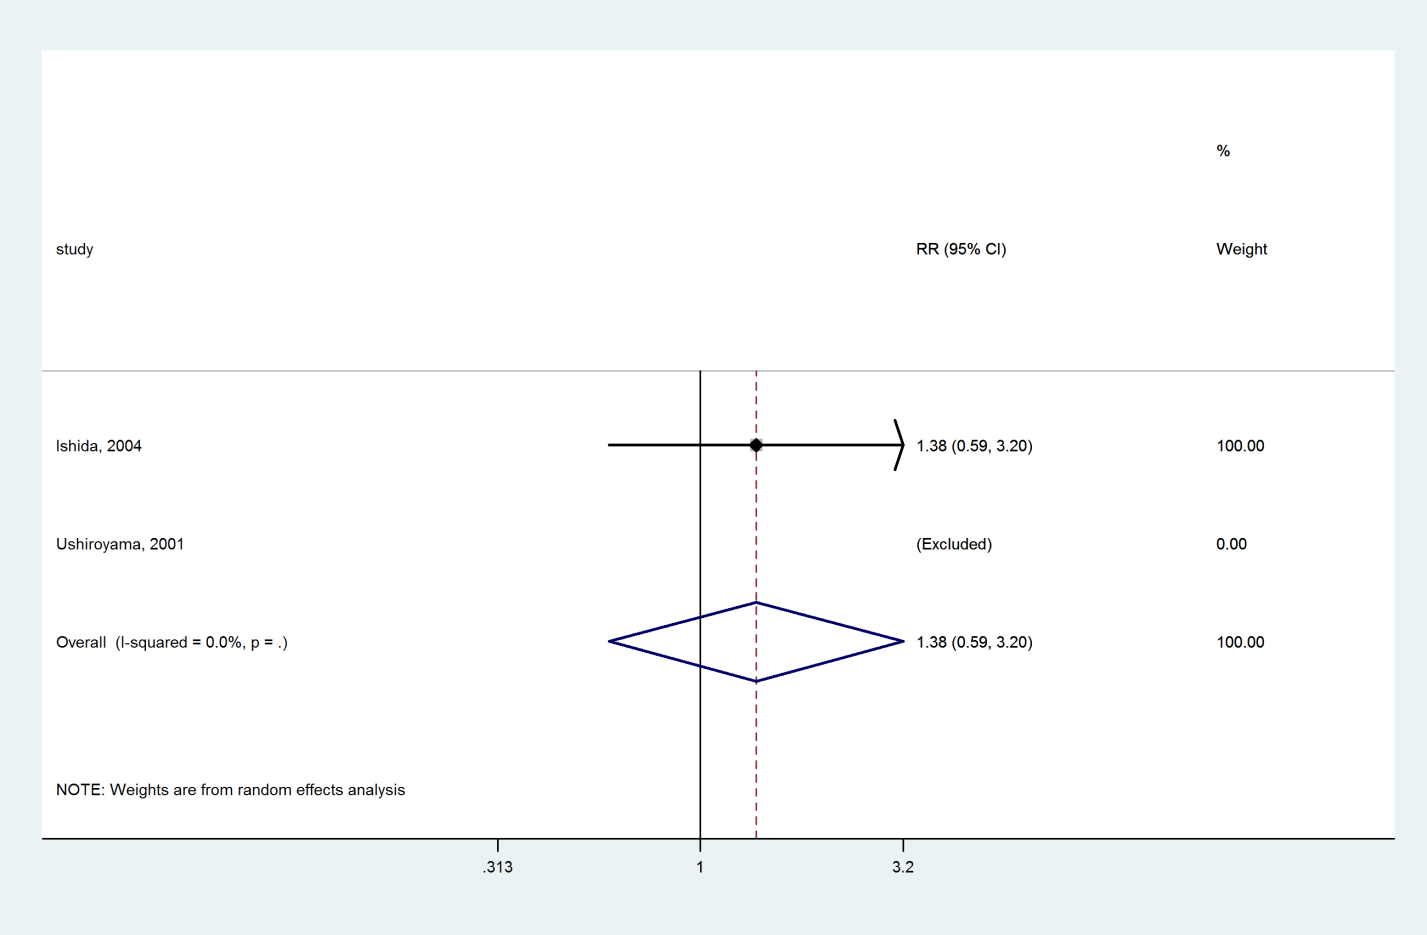 %
study RR (95% CI) Weight
Ishida, 2004 1.38 (0.59, 3.20) 100.00
Ushiroyama, 2001 (Excluded) 0.00
Overall (I-squared = 0.0%, p = .) 1.38 (0.59, 3.20) 100.00
NOTE: Weights are from random effects analysis
.313 1 3.2